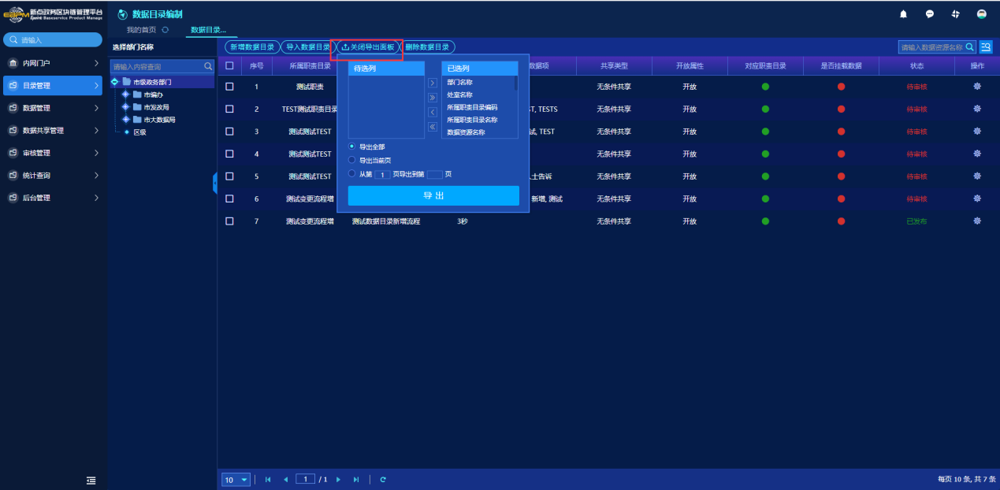 新点政务区块链管理平台
Epoint Baseservice Product Manage
数据目录编制
我的首页
数据目录...
请输入
内网门户
目录管理
数据管理
数据共享管理
审核管理
统计查询
后台管理
选择部门名称
请输入内容查询
市级政务部门
市编办
市发改局
市大数据局
区级
新增数据目录 导入数据目录 关闭导出面板 删除数据目录
请输入数据资源名称
序号 所属职责目录 数据项 共享类型 开放属性 对应职责目录 是否挂载数据 状态 操作
1 测试职责 无条件共享 开放 待审核
2 TEST测试职责目录 ST, TESTS 无条件共享 开放 待审核
3 测试测试TEST 试, TEST 无条件共享 开放 待审核
4 测试测试TEST 无条件共享 开放 待审核
5 测试测试TEST 士告诉 无条件共享 开放 待审核
6 测试变更流程增 新增, 测试 无条件共享 开放 待审核
7 测试变更流程增 测试数据目录新增流程 3秒 无条件共享 开放 已发布
待选列
已选列
部门名称
处室名称
所属职责目录编码
所属职责目录名称
数据资源名称
导出全部
导出当前页
从第 1 页导出到第 页
导出
10
1 / 1
每页 10 条, 共 7 条